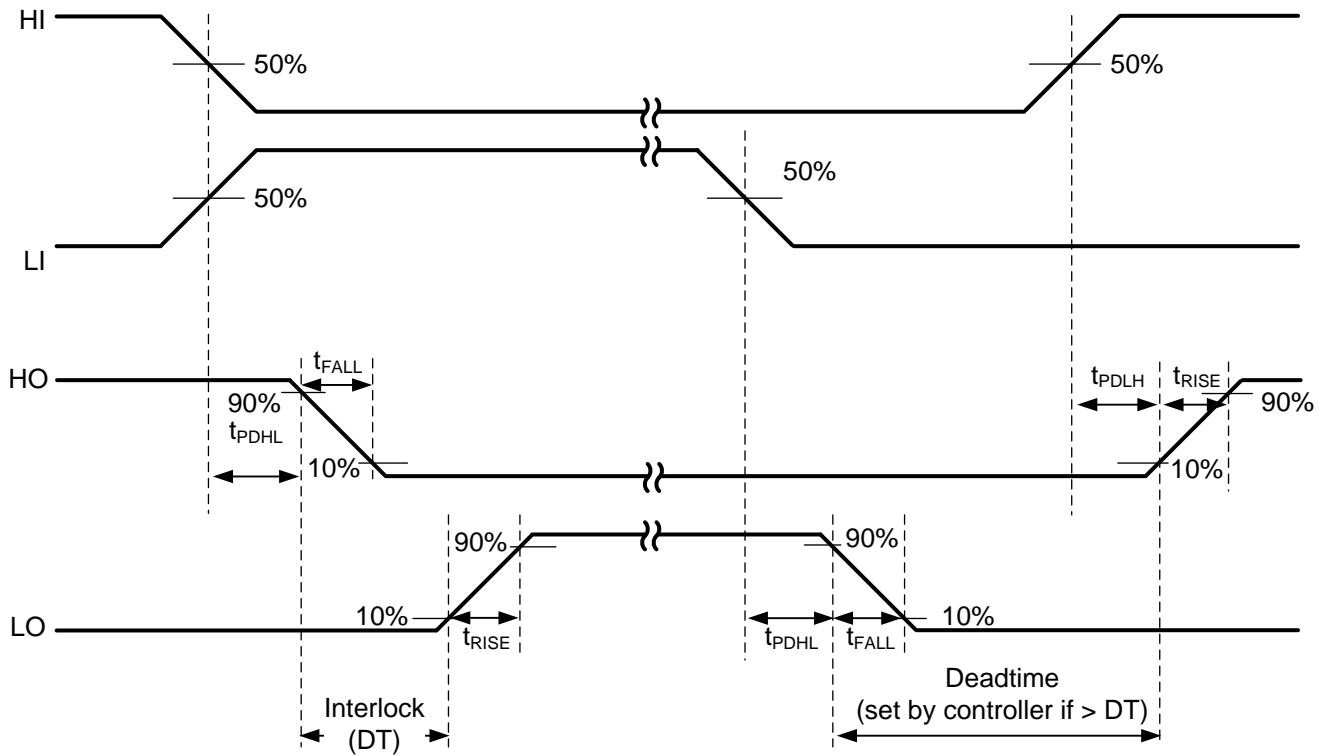 HI
50%
50%
50%
50%
LI
HO
tFALL
90%
tPDHL
10%
tPDLH
tRISE
90%
10%
LO
90%
10%
tRISE
90%
tPDHL
tFALL
10%
Interlock
(DT)
Deadtime
(set by controller if > DT)